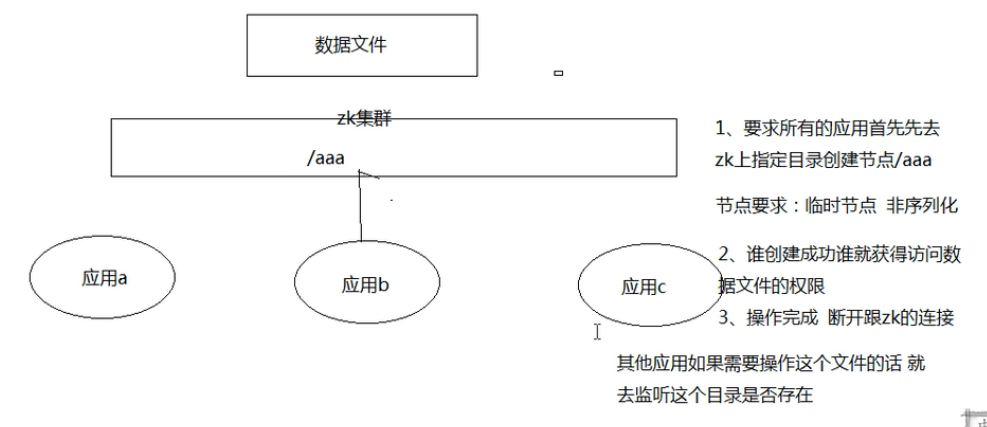 数据文件
zk集群
/aaa
应用a
应用b
应用c
1、要求所有的应用首先先去
zk上指定目录创建节点/aaa
节点要求：临时节点 非序列化
2、谁创建成功谁就获得访问数
据文件的权限
3、操作完成 断开跟zk的连接
其他应用如果需要操作这个文件的话 就
去监听这个目录是否存在